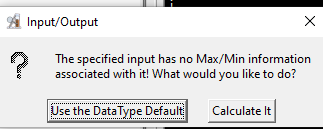 Input/Output
The specified input has no Max/Min information
associated with it! What would you like to do?
Use the DataType Default
Calculate It